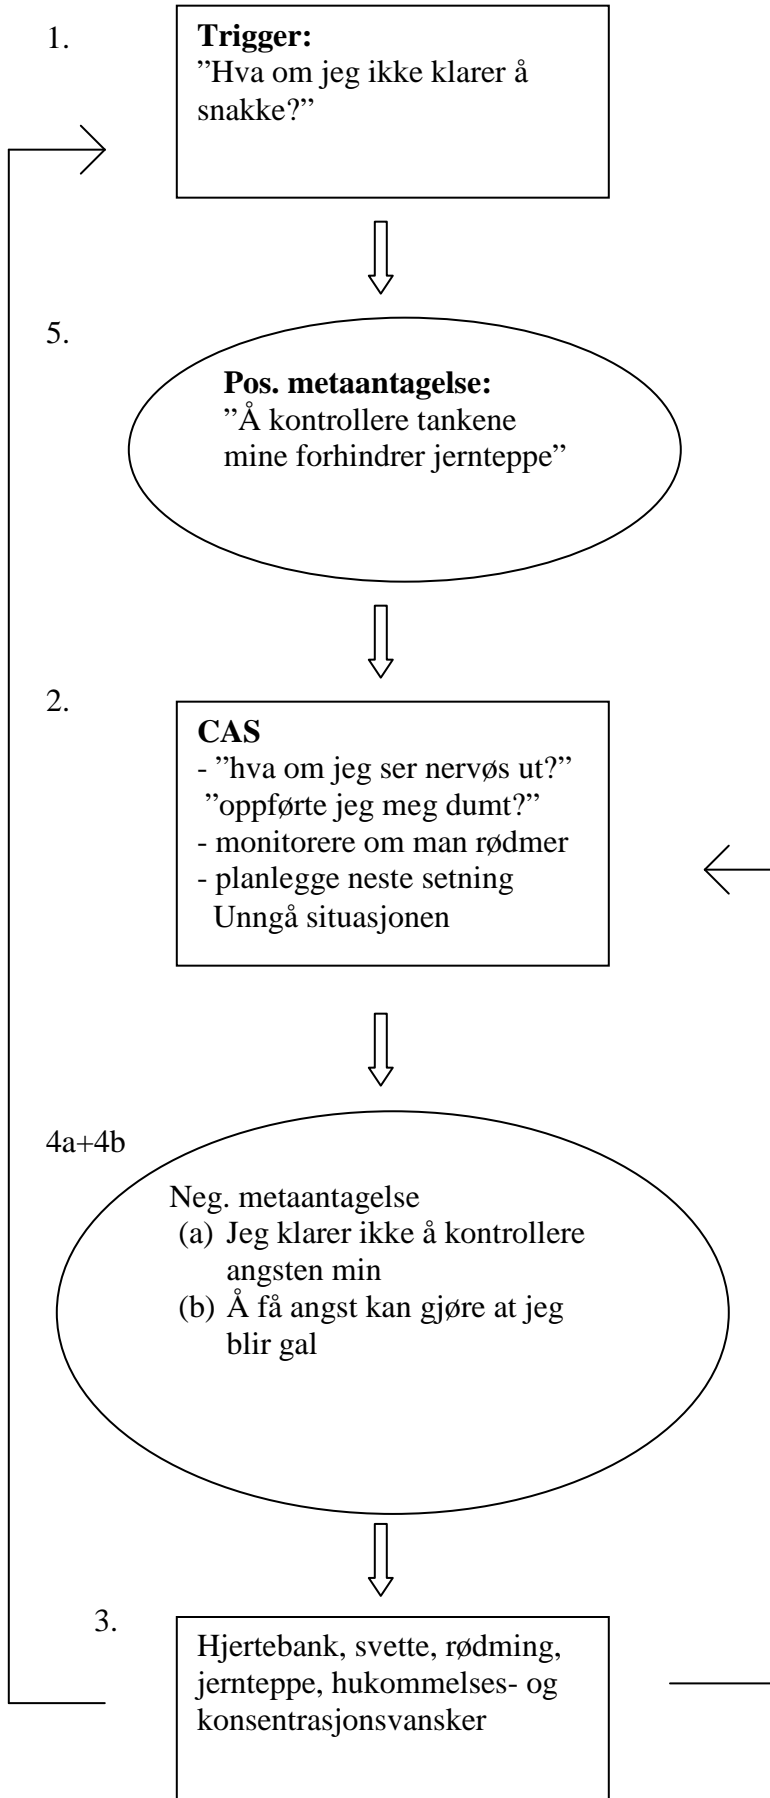 1.
Trigger:
”Hva om jeg ikke klarer å
snakke?”
5.
Pos. metaantagelse:
”Å kontrollere tankene
mine forhindrer jernteppe”
2.
CAS
- ”hva om jeg ser nervøs ut?”
”oppførte jeg meg dumt?”
- monitorere om man rødmer
- planlegge neste setning
Unngå situasjonen
4a+4b
Neg. metaantagelse
(a) Jeg klarer ikke å kontrollere
angsten min
(b) Å få angst kan gjøre at jeg
blir gal
3.
Hjertebank, svette, rødming,
jernteppe, hukommelses- og
konsentrasjonsvansker